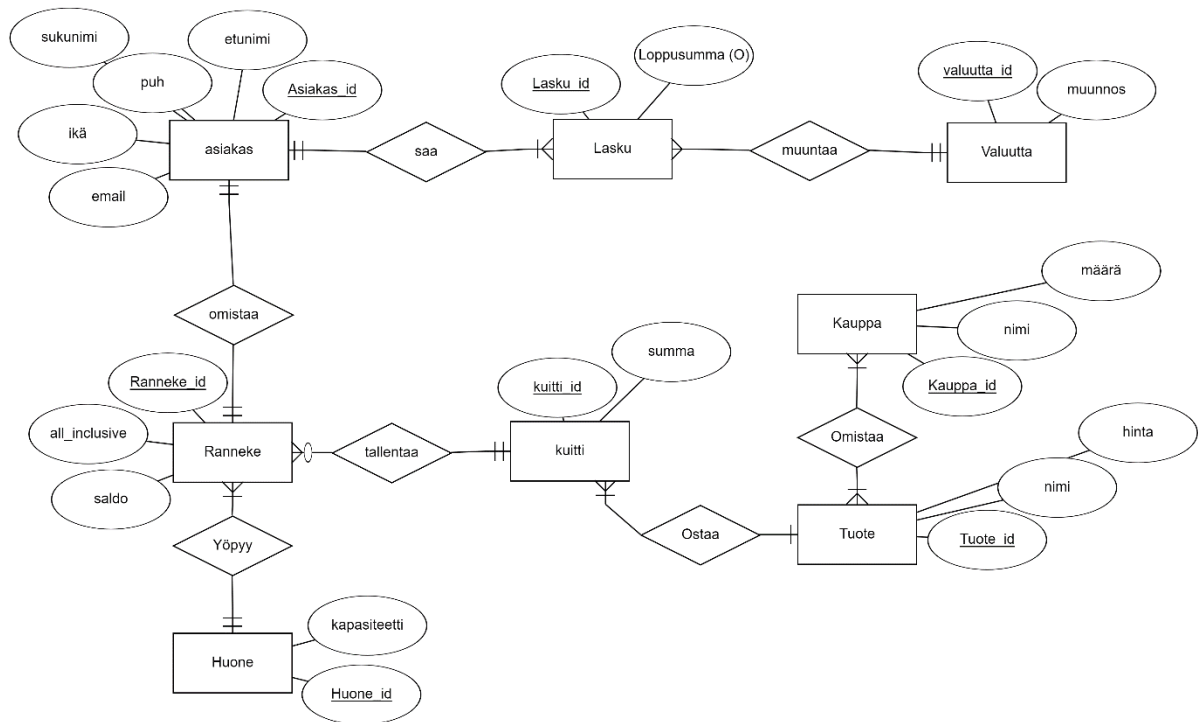 sukunimi
etunimi
puh
Asiakas_id
ikä
asiakas
email
saa
Lasku_id
Loppusumma (O)
Lasku
muuntaa
valuutta_id
muunnos
Valuutta
omistaa
Ranneke_id
all_inclusive
Ranneke
saldo
tallentaa
kuitti_id
summa
kuitti
Kauppa
määrä
nimi
Kauppa_id
Omistaa
hinta
nimi
Tuote
Tuote_id
Ostaa
Yöpyy
Huone
kapasiteetti
Huone_id